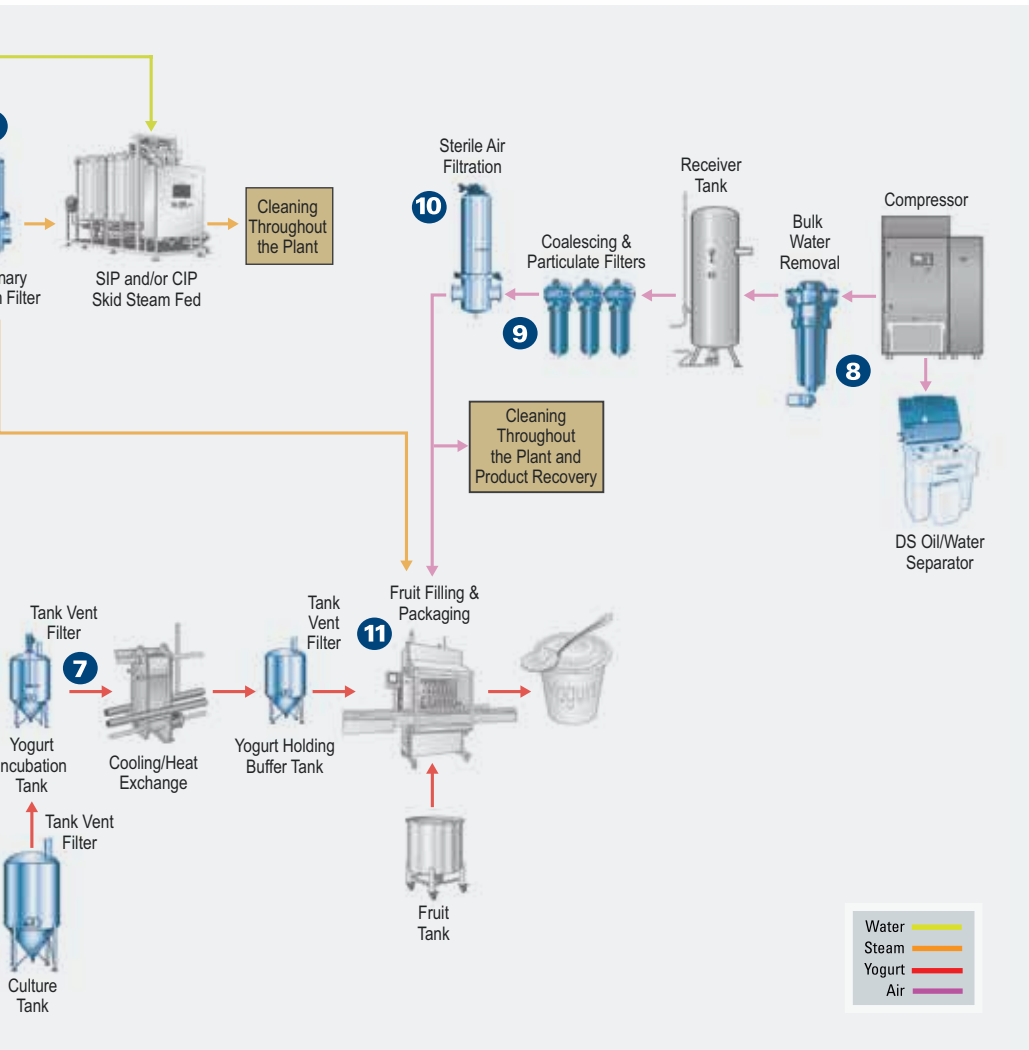 Sterile Air
Filtration
10
Receiver
Tank
Compressor
Bulk
Water
Removal
Cleaning
Throughout
the Plant
Coalescing &
Particulate Filters
SIP and/or CIP
Skid Steam Fed
nary
Filter
9
8
Cleaning
Throughout
the Plant and
Product Recovery
DS Oil/Water
Separator
Tank Vent
Filter
7
Tank
Vent
Filter
11
Fruit Filling &
Packaging
Yogurt
Yogurt
ncubation
Tank
Cooling/Heat
Exchange
Yogurt Holding
Buffer Tank
Tank Vent
Filter
Fruit
Tank
Culture
Tank
Water
Steam
Yogurt
Air